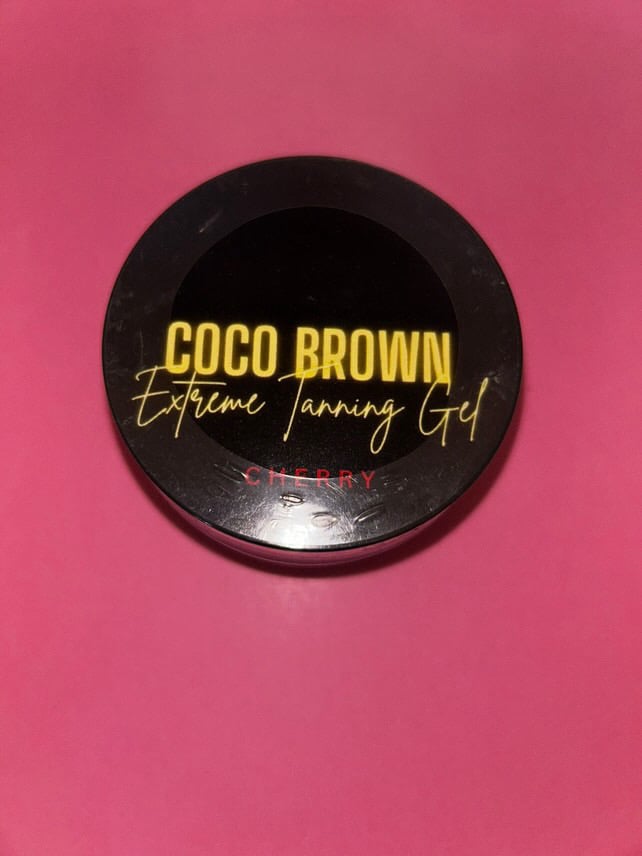 COCO BROWN
Extreme Tanning Gel
CHERRY